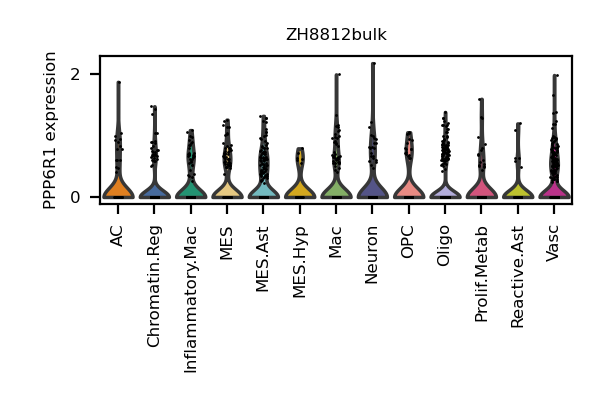 ZH8812bulk
PPP6R1 expression
2
0
AC
Chromatin.Reg
Inflammatory.Mac
MES
MES.Ast
MES.Hyp
Mac
Neuron
OPC
Oligo
Prolif.Metab
Reactive.Ast
Vasc